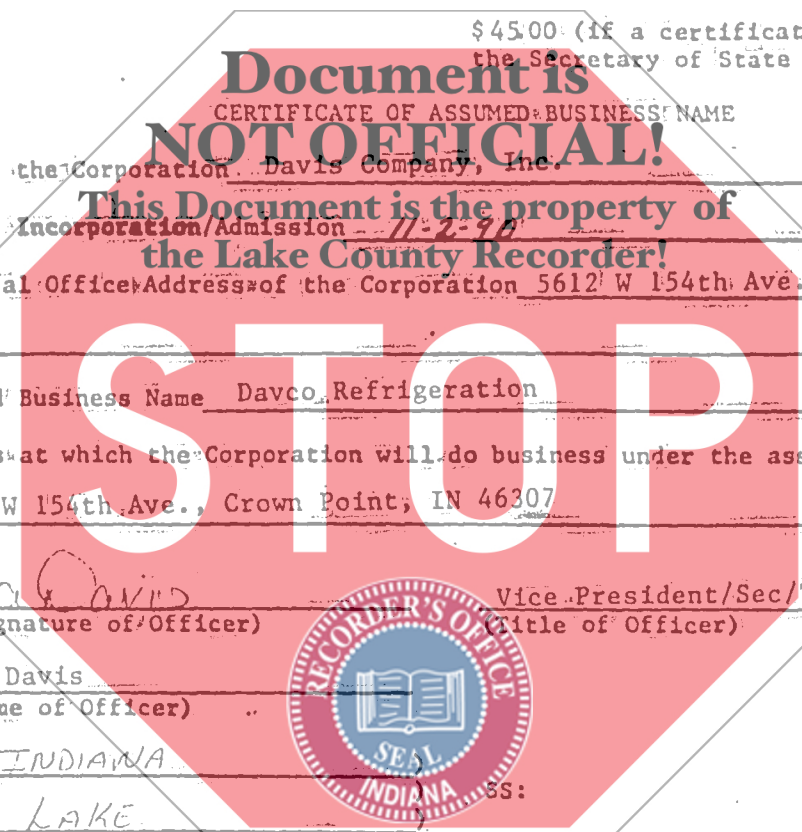 $45.00 (if a certificat
the Secretary of State
Document is
CERTIFICATE OF ASSUMED BUSINESS NAME
NOT OFFICIAL!
the Corporation Davis Company, Inc.
This Document is the property of
Incorporation/Admission 11-2-90
the Lake County Recorder!
al Office Address of the Corporation 5612 W 154th Ave.
STOP
Business Name Davco Refrigeration
at which the Corporation will do business under the ass
W 154th Ave., Crown Point, IN 46307
Davis Vice President/Sec/
gnature of Officer) (Title of Officer)
Davis
me of Officer)
RECORDER'S OFFICE
SEAL
INDIANA
INDIANA )
) SS:
LAKE )